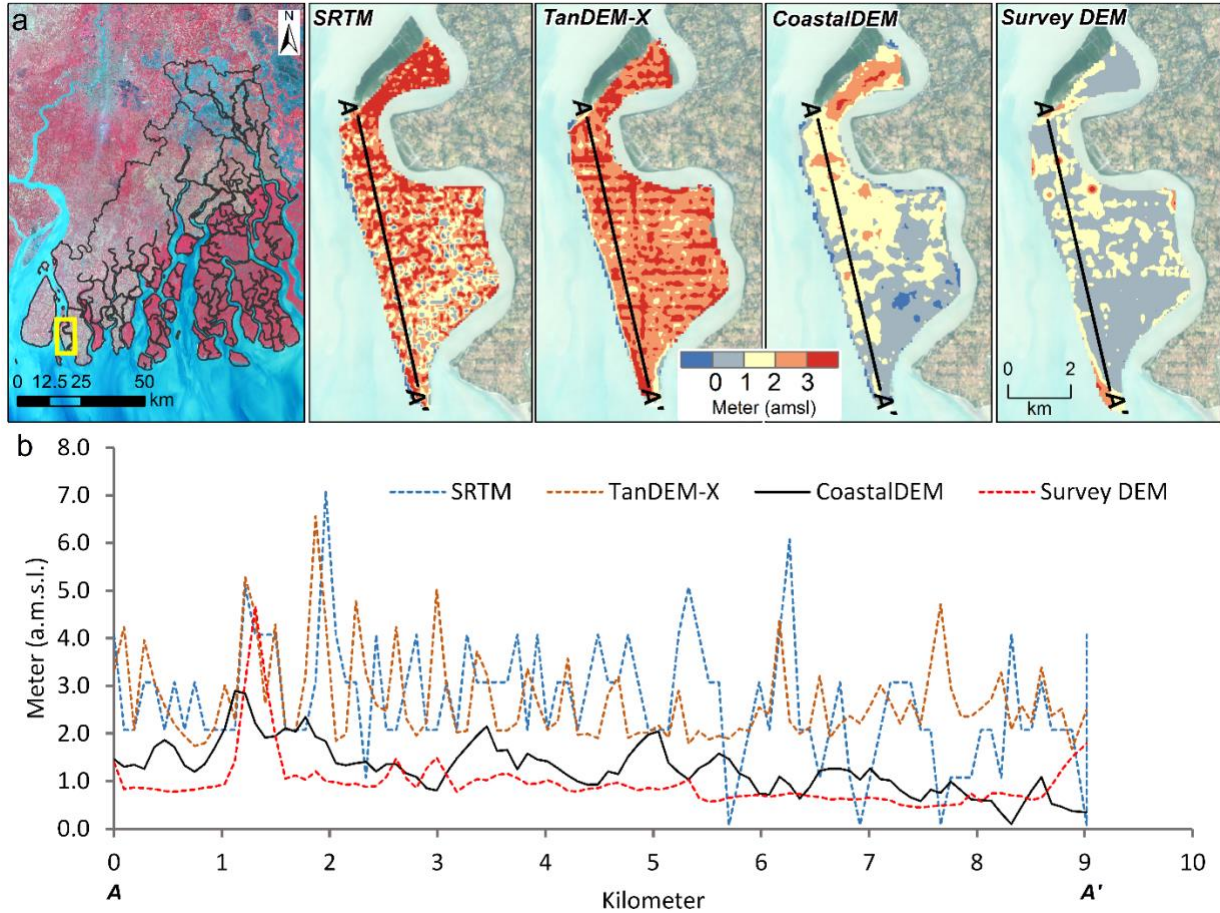 a
N
SRTM
TanDEM-X
CoastalDEM
Survey DEM
A
A
A
A
A'
A'
A'
A'
0 12.5 25 50
km
0 1 2 3
Meter (amsl)
0 2
km
b
8.0
7.0
6.0
5.0
4.0
3.0
2.0
1.0
0.0
Meter (a.m.s.l.)
SRTM
TanDEM-X
CoastalDEM
Survey DEM
0 1 2 3 4 5 6 7 8 9 10
A
Kilometer
A'